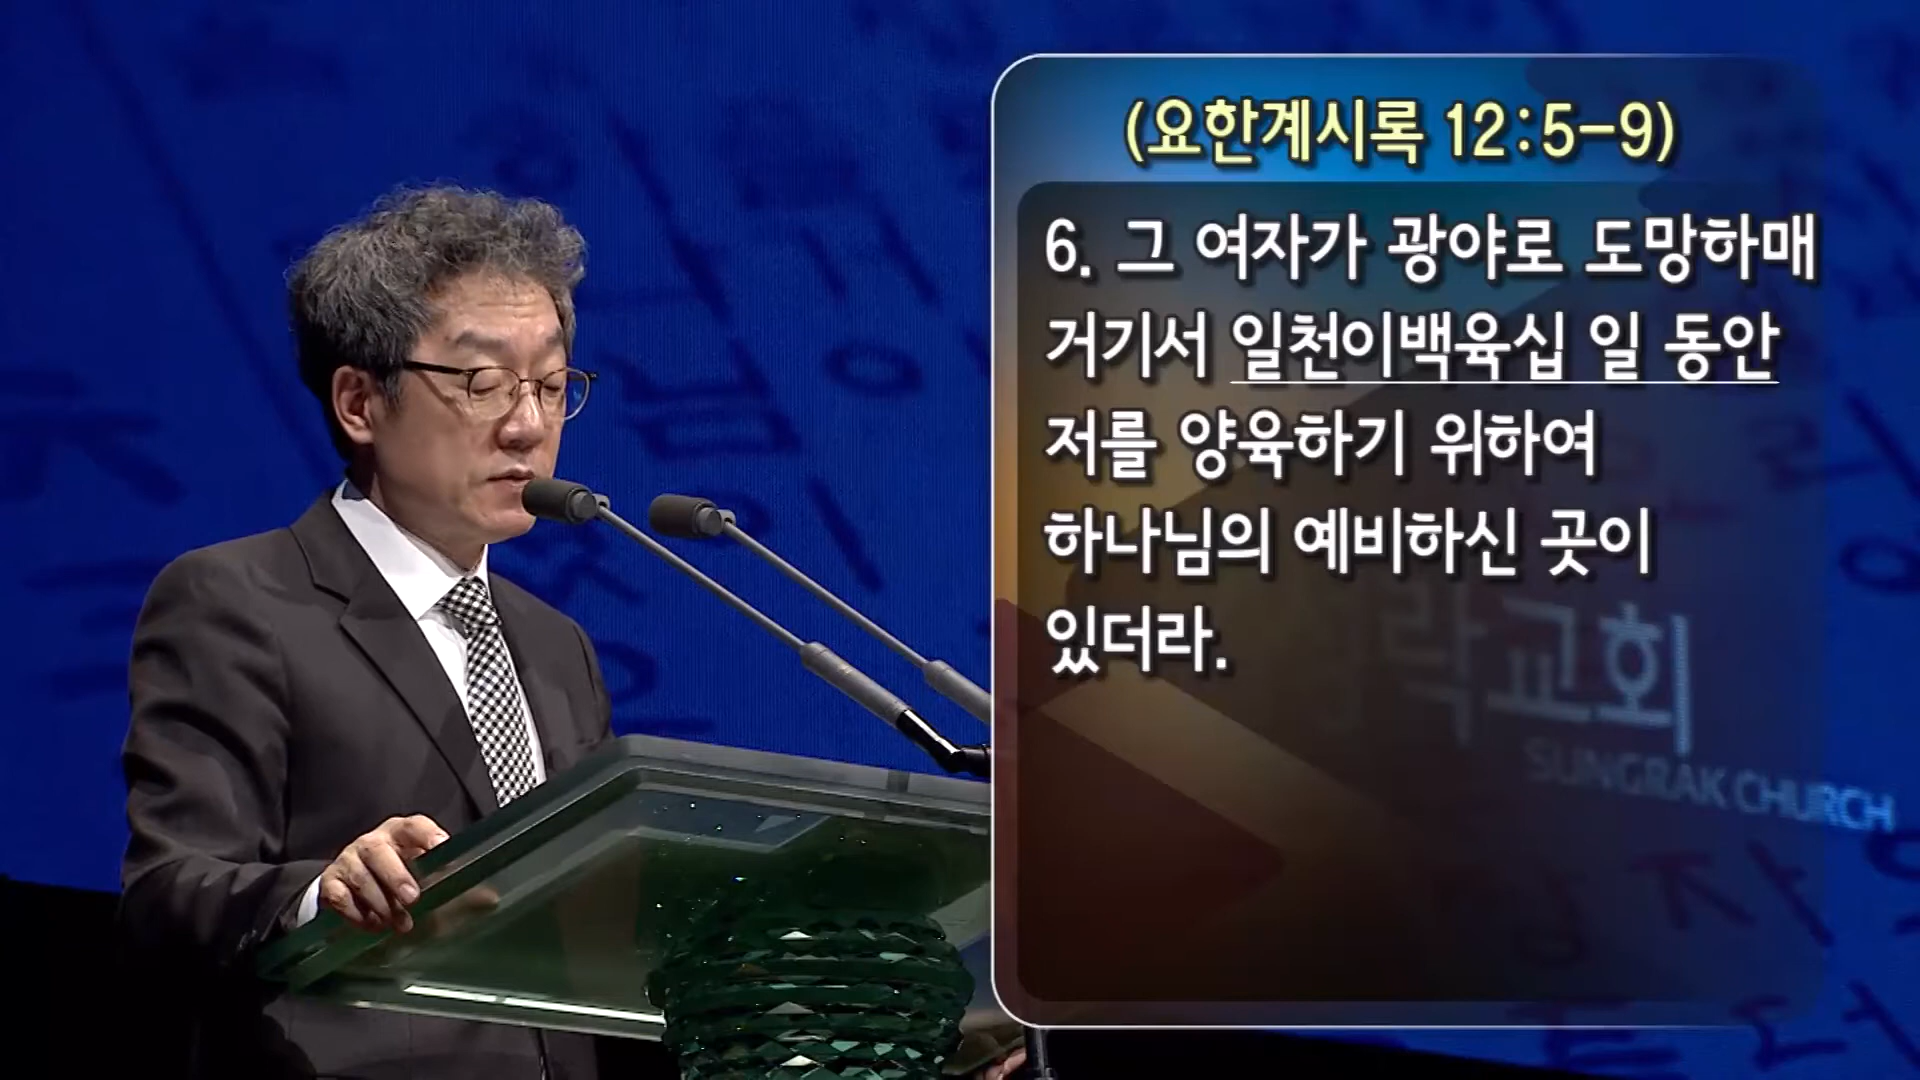 (요한계시록 12:5-9)
6. 그 여자가 광야로 도망하매
거기서 일천이백육십 일 동안
저를 양육하기 위하여
하나님의 예비하신 곳이
있더라.
락교회
SUNGRAK CHURCH